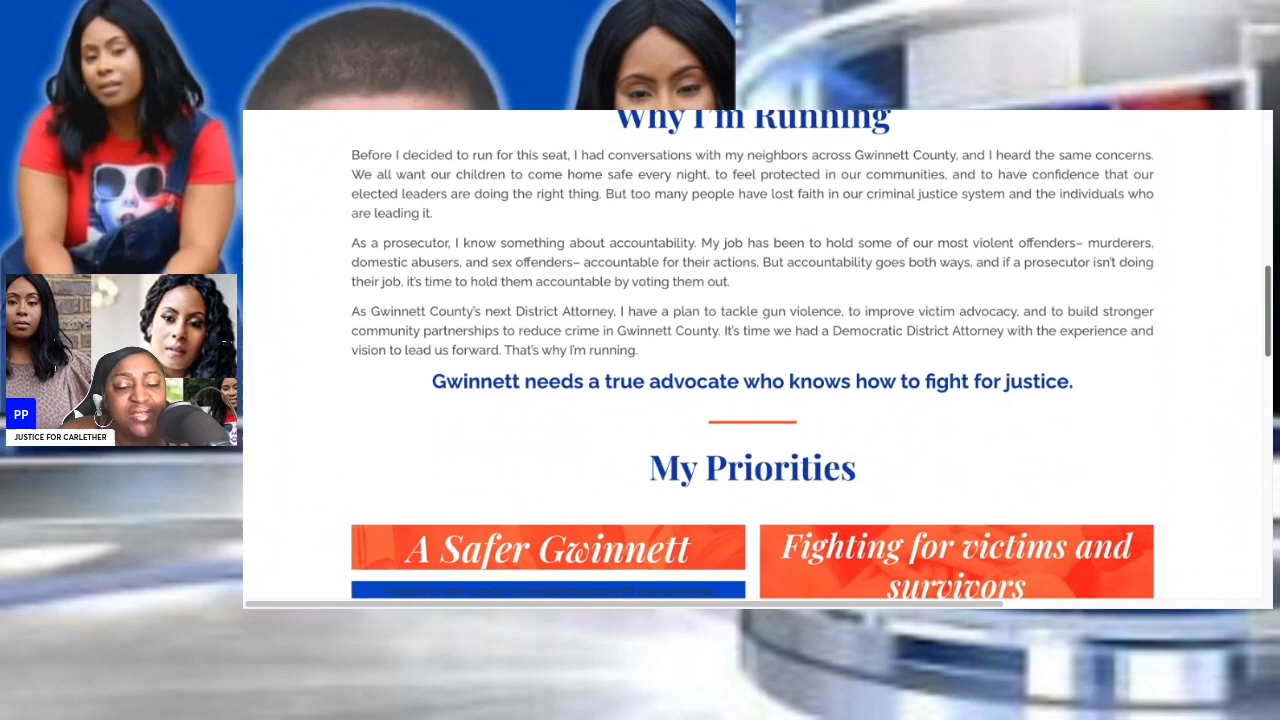 Why I'm Running
Before I decided to run for this seat, I had conversations with my neighbors across Gwinnett County, and I heard the same concerns.
We all want our children to come home safe every night, to feel protected in our communities, and to have confidence that our
elected leaders are doing the right thing. But too many people have lost faith in our criminal justice system and the individuals who
are leading it.
As a prosecutor, I know something about accountability. My job has been to hold some of our most violent offenders– murderers,
domestic abusers, and sex offenders– accountable for their actions. But accountability goes both ways, and if a prosecutor isn't doing
their job, it's time to hold them accountable by voting them out.
As Gwinnett County's next District Attorney, I have a plan to tackle gun violence, to improve victim advocacy, and to build stronger
community partnerships to reduce crime in Gwinnett County. It's time we had a Democratic District Attorney with the experience and
vision to lead us forward. That's why I'm running.
Gwinnett needs a true advocate who knows how to fight for justice.
My Priorities
A Safer Gwinnett
Fighting for victims and
survivors
PP
JUSTICE FOR CARLETHER